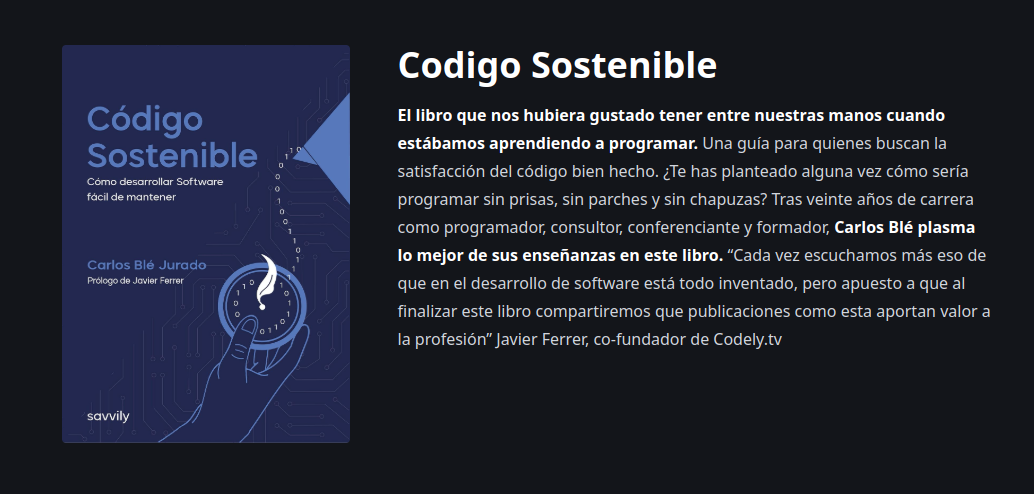 Código
Sostenible
Cómo desarrollar Software
fácil de mantener
Carlos Blé Jurado
Prólogo de Javier Ferrer
savvily
Codigo Sostenible
El libro que nos hubiera gustado tener entre nuestras manos cuando
estábamos aprendiendo a programar. Una guía para quienes buscan la
satisfacción del código bien hecho. ¿Te has planteado alguna vez cómo sería
programar sin prisas, sin parches y sin chapuzas? Tras veinte años de carrera
como programador, consultor, conferenciante y formador, Carlos Blé plasma
lo mejor de sus enseñanzas en este libro. “Cada vez escuchamos más eso de
que en el desarrollo de software está todo inventado, pero apuesto a que al
finalizar este libro compartiremos que publicaciones como esta aportan valor a
la profesión” Javier Ferrer, co-fundador de Codely.tv